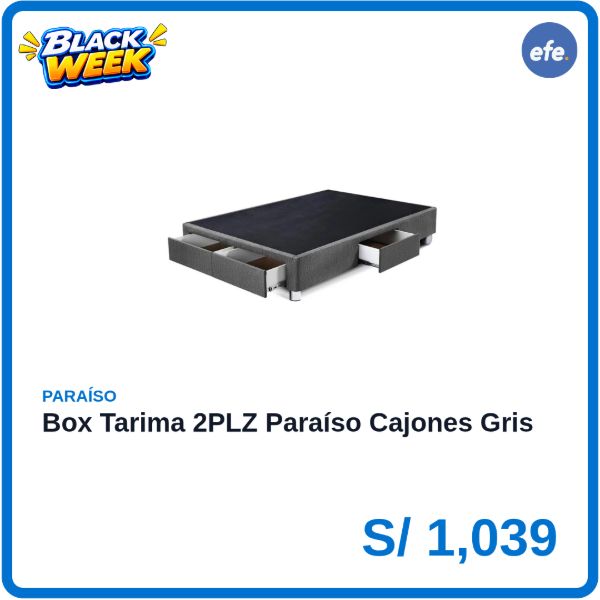 BLACK
WEEK
efe.
PARAÍSO
Box Tarima 2PLZ Paraíso Cajones Gris
S/ 1,039